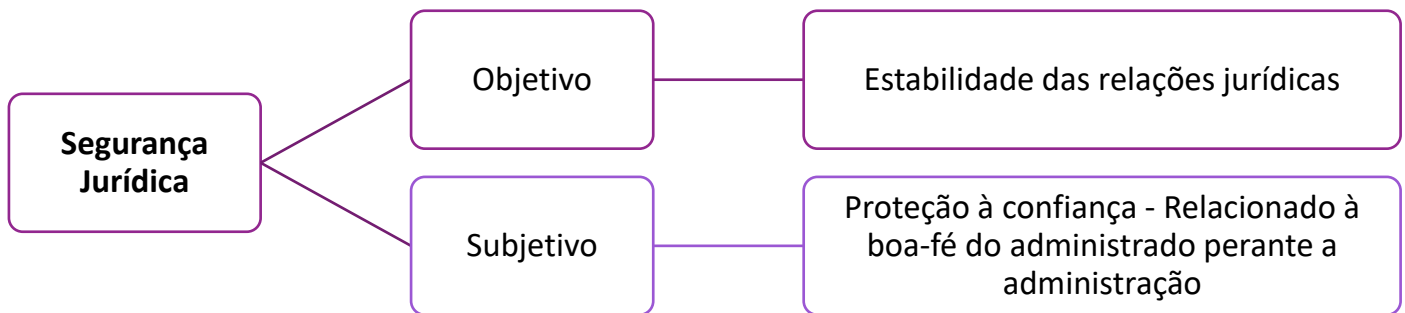 Segurança
Jurídica
Objetivo
Estabilidade das relações jurídicas
Subjetivo
Proteção à confiança - Relacionado à
boa-fé do administrado perante a
administração